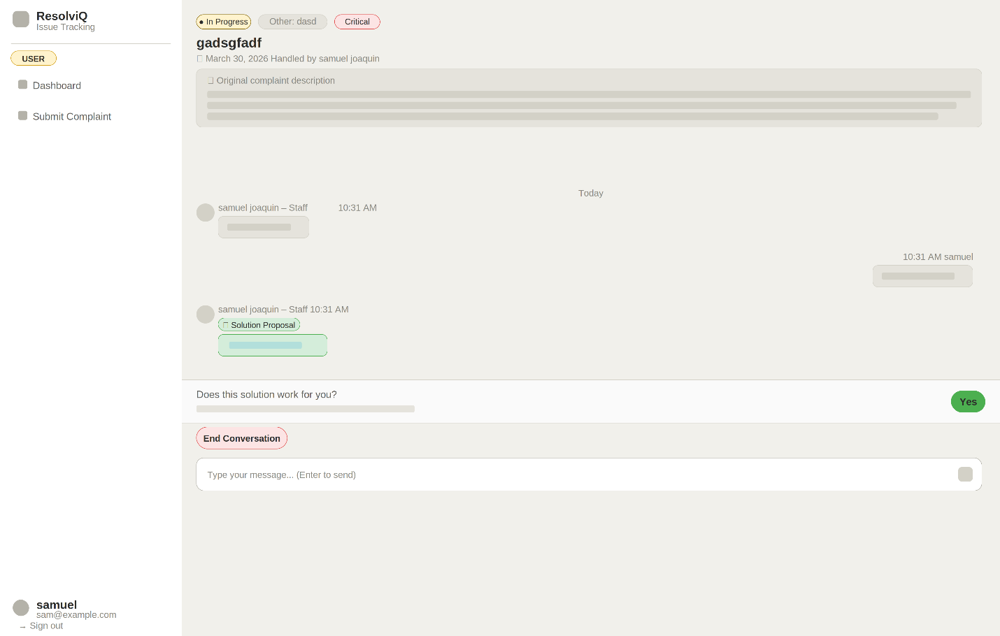 ResolviQ
Issue Tracking
USER
Dashboard
Submit Complaint
samuel
sam@example.com
→ Sign out
● In Progress
Other: dasd
Critical
gadsgfadf
March 30, 2026 Handled by samuel joaquin
Original complaint description
Today
samuel joaquin – Staff 10:31 AM
10:31 AM samuel
samuel joaquin – Staff 10:31 AM
Solution Proposal
Does this solution work for you?
Yes
End Conversation
Type your message... (Enter to send)